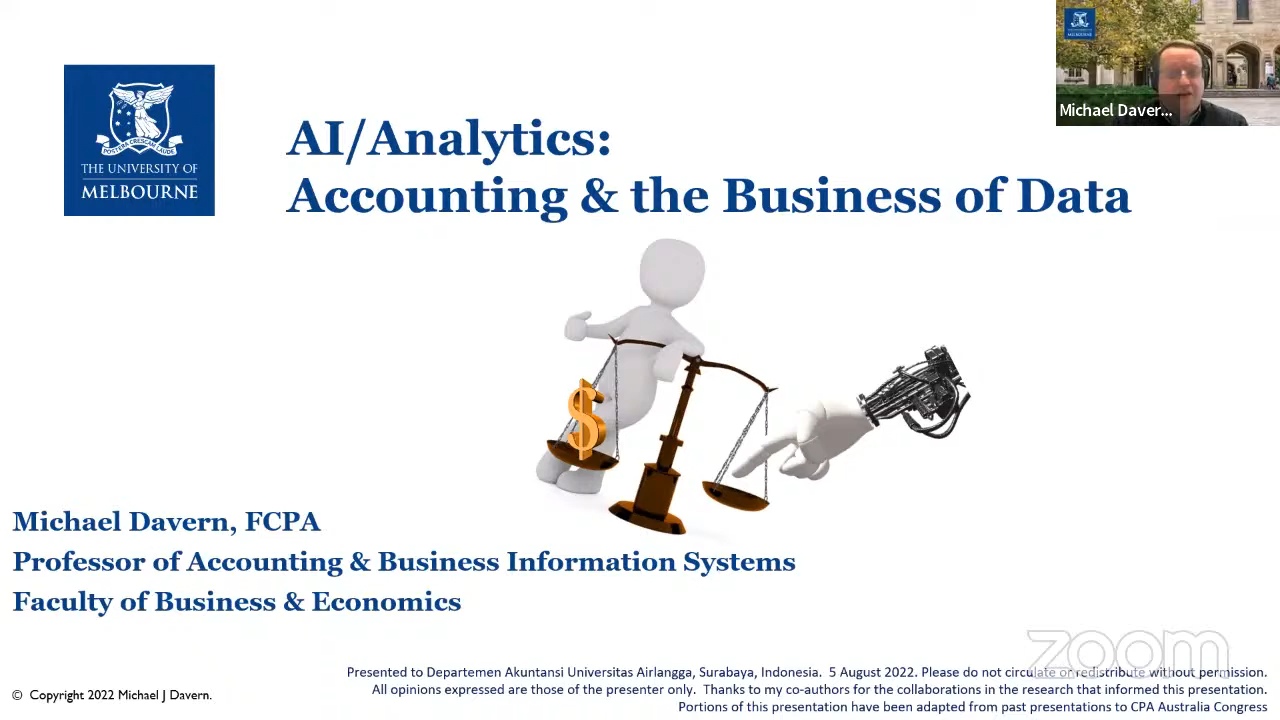 Michael Daver...
POSTERA CRESCAM LAUDE
THE UNIVERSITY OF
MELBOURNE
AI/Analytics:
Accounting & the Business of Data
$
Michael Davern, FCPA
Professor of Accounting & Business Information Systems
Faculty of Business & Economics
zoom
Presented to Departemen Akuntansi Universitas Airlangga, Surabaya, Indonesia.  5 August 2022. Please do not circulate or redistribute without permission.
All opinions expressed are those of the presenter only.  Thanks to my co-authors for the collaborations in the research that informed this presentation.
Portions of this presentation have been adapted from past presentations to CPA Australia Congress
© Copyright 2022 Michael J Davern.